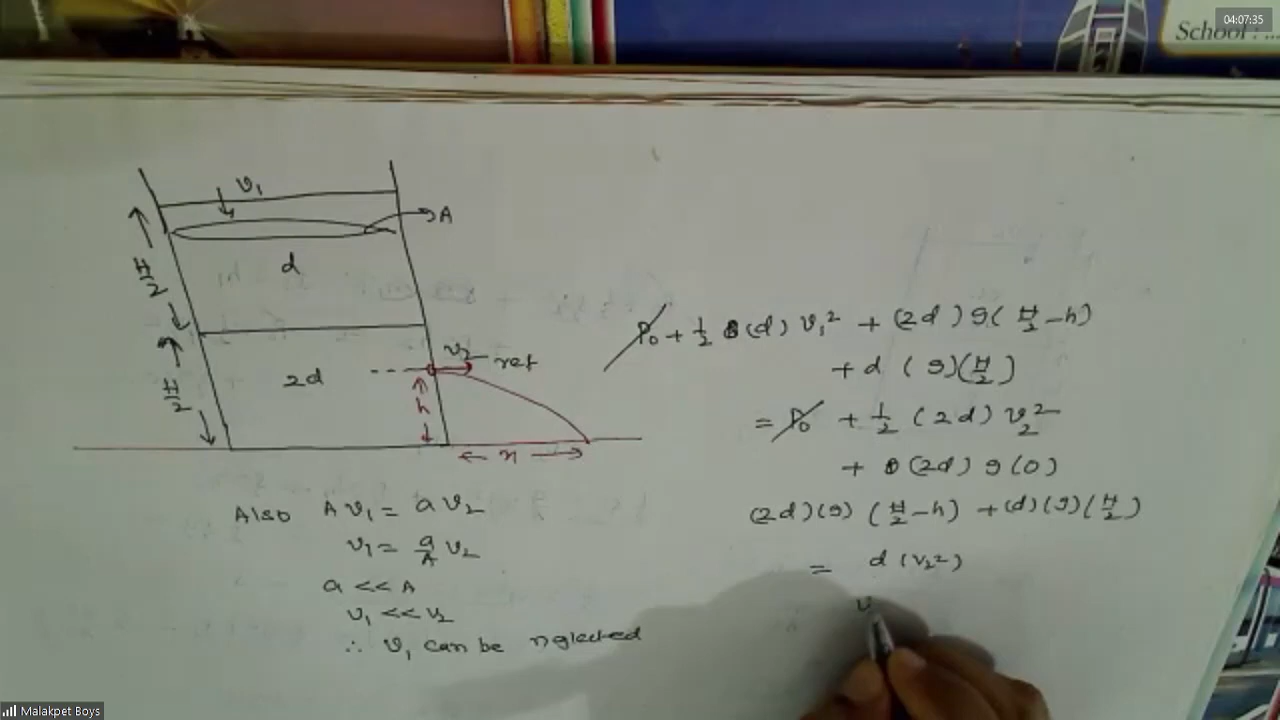 04:07:35
School :...
v₁
A
H/2
d
H/2
2d
v₂
ref
h
x
P₀ + ½ (d) v₁² + (2d) g (H/2 - h)
+ d (g) (H/2)
= P₀ + ½ (2d) v₂²
+ (2d) g (0)
(2d) (g) (H/2 - h) + (d) (g) (H/2)
= d (v₂²)
v
Also A v₁ = a v₂
v₁ = a/A v₂
a << A
v₁ << v₂
∴ v₁ can be neglected
Malakpet Boys